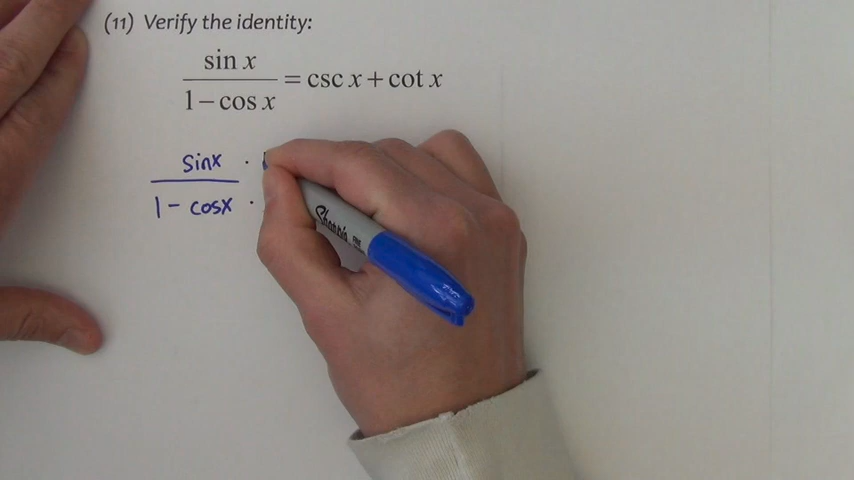 (11) Verify the identity:
sin x
1 − cos x
= csc x + cot x
sinx ·
1 - cosx ·
Sharpie
FINE